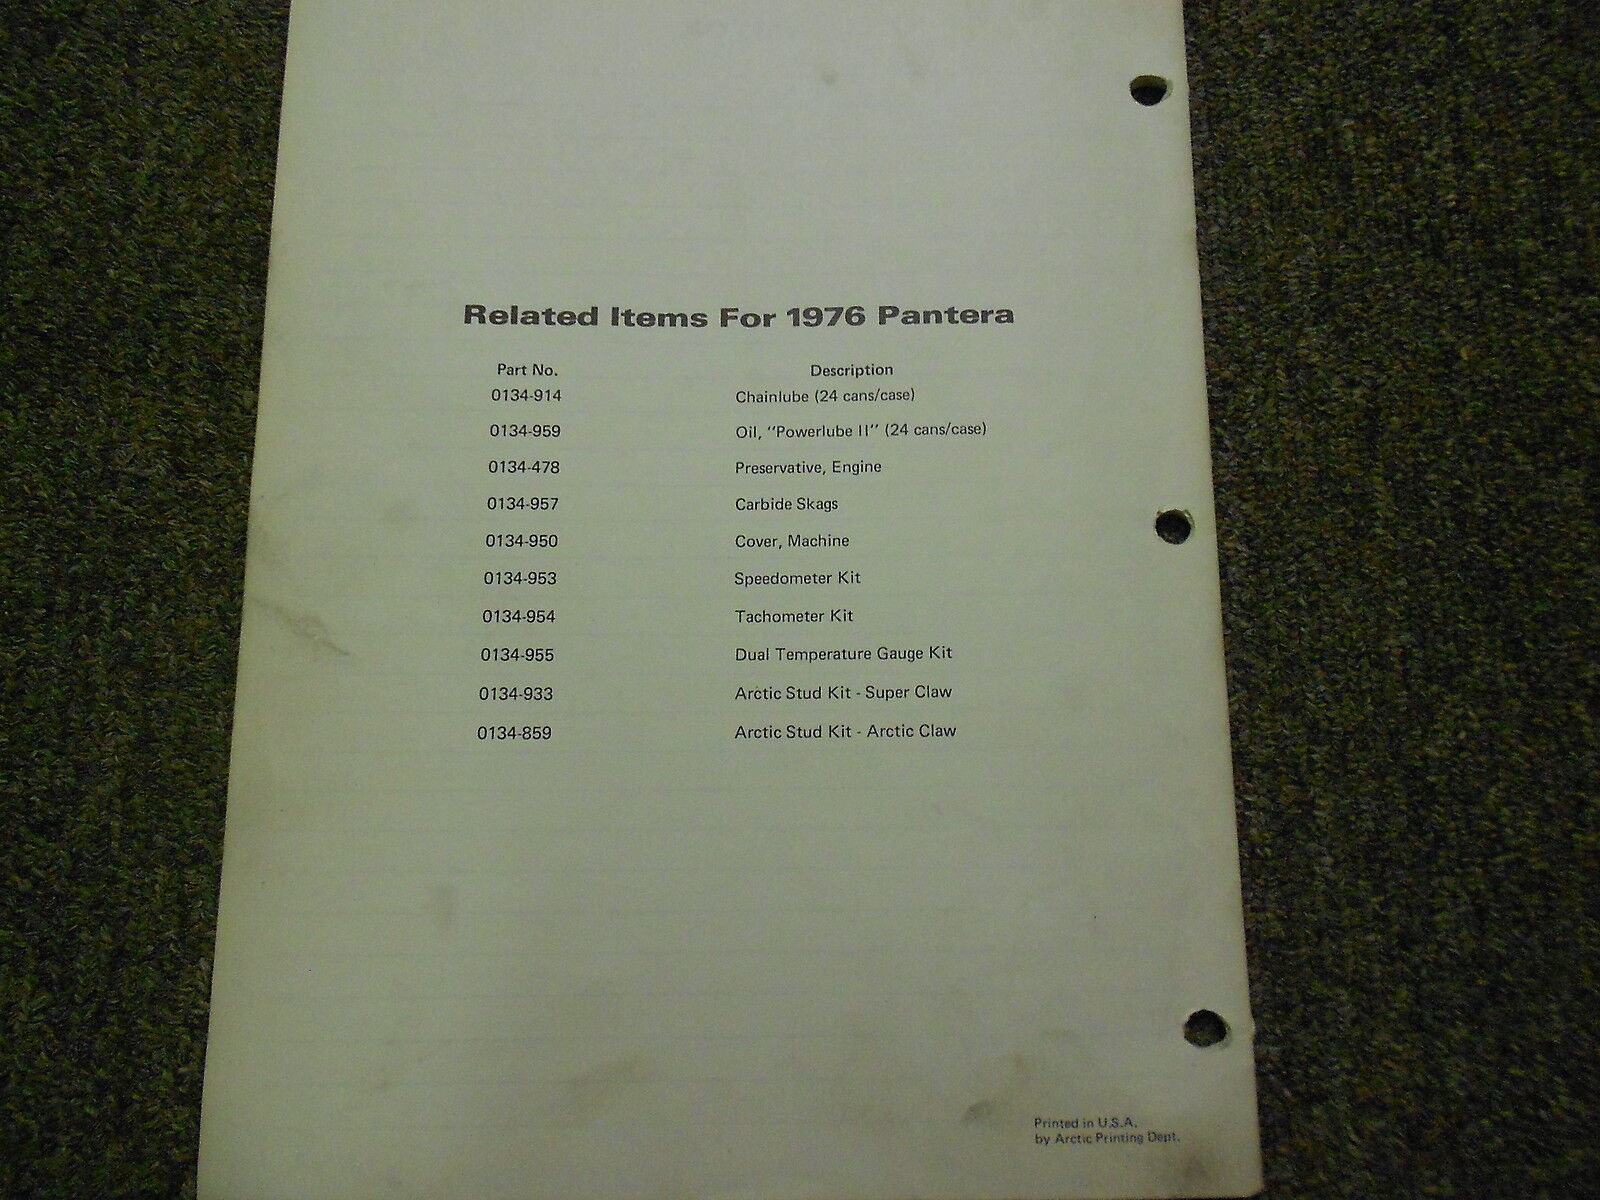 Related Items For 1976 Pantera
Part No. Description
0134-914 Chainlube (24 cans/case)
0134-959 Oil, "Powerlube II" (24 cans/case)
0134-478 Preservative, Engine
0134-957 Carbide Skags
0134-950 Cover, Machine
0134-953 Speedometer Kit
0134-954 Tachometer Kit
0134-955 Dual Temperature Gauge Kit
0134-933 Arctic Stud Kit - Super Claw
0134-859 Arctic Stud Kit - Arctic Claw
Printed in U.S.A.
by Arctic Printing Dept.